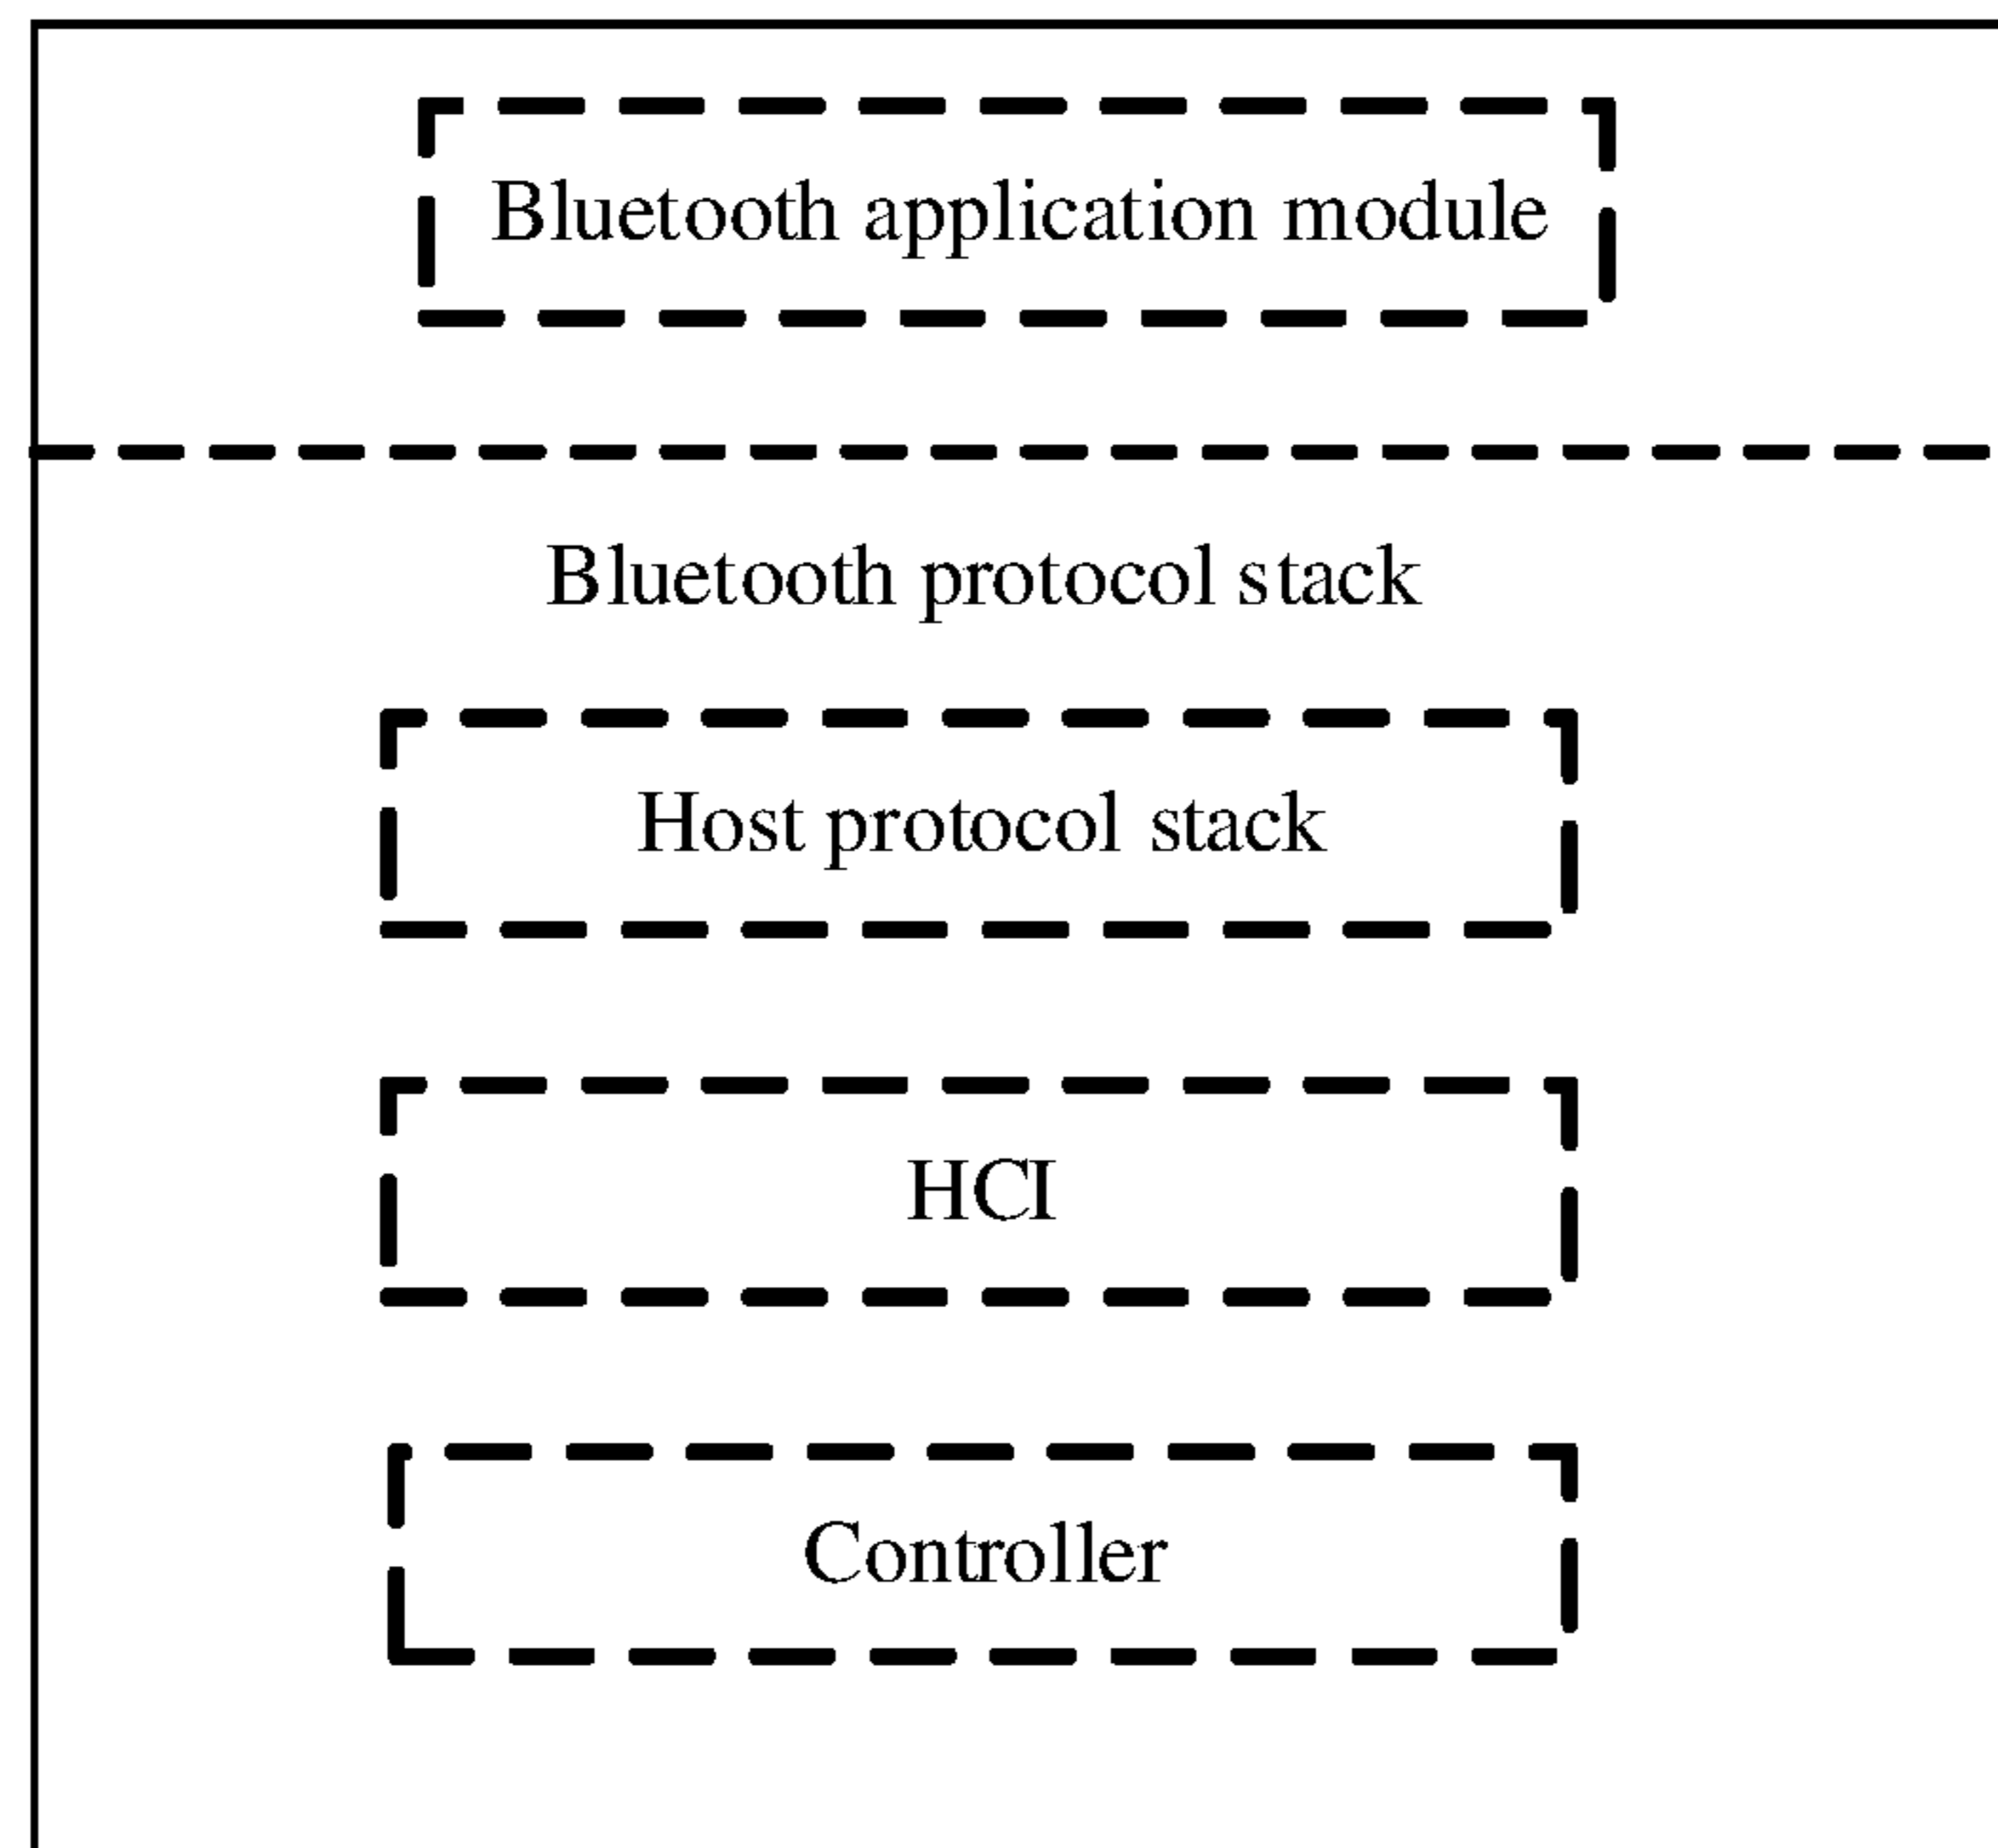 Bluetooth application module
Bluetooth protocol stack
Host protocol stack
HCI
Controller